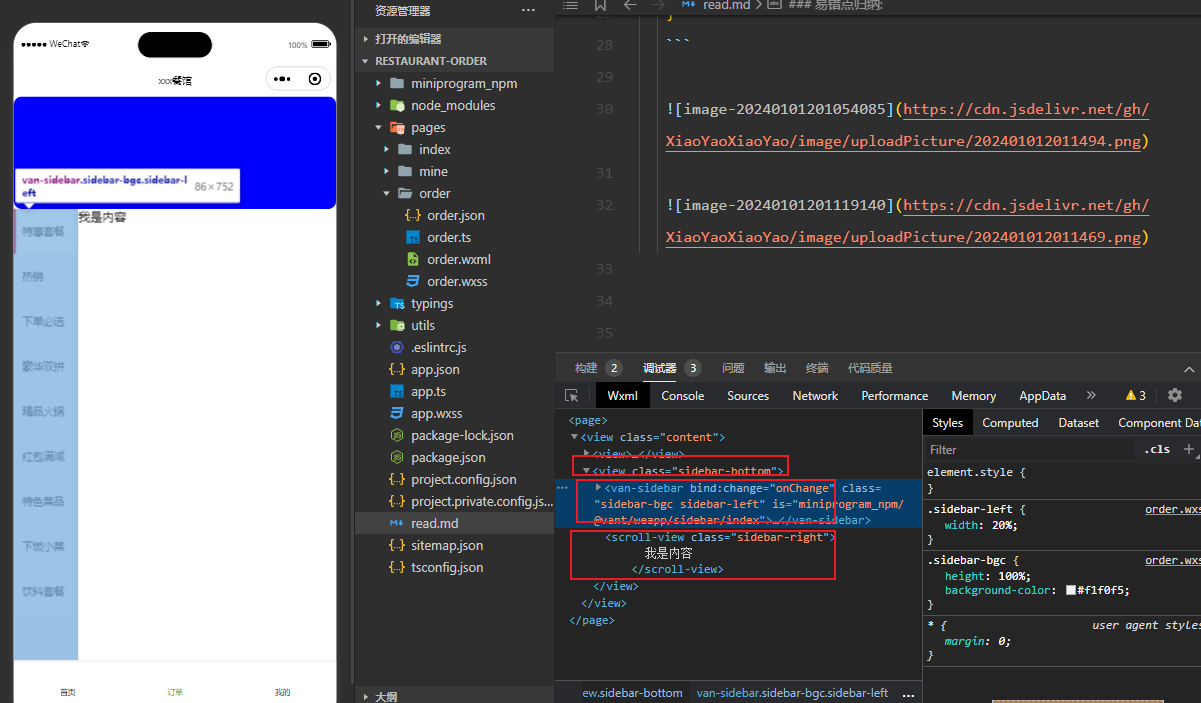 ●●●●● WeChat
100%
xxx餐馆
van-sidebar.sidebar-bgc.sidebar-l
eft
86×752
我是内容
特惠套餐
热销
下单必选
豪华双拼
精品火锅
红包满减
特色菜品
下饭小菜
饮料套餐
首页
订单
我的
资源管理器
打开的编辑器
RESTAURANT-ORDER
miniprogram_npm
node_modules
pages
index
mine
order
order.json
order.ts
order.wxml
order.wxss
typings
utils
.eslintrc.js
app.json
app.ts
app.wxss
package-lock.json
package.json
project.config.json
project.private.config.js...
read.md
sitemap.json
tsconfig.json
大纲
read.md > ### 易错点归纳:
27 }
28 ```
29
30 ![image-20240101201054085](https://cdn.jsdelivr.net/gh/
XiaoYaoXiaoYao/image/uploadPicture/202401012011494.png)
31
32 ![image-20240101201119140](https://cdn.jsdelivr.net/gh/
XiaoYaoXiaoYao/image/uploadPicture/202401012011469.png)
33
34
35
构建 2 调试器 3 问题 输出 终端 代码质量
Wxml Console Sources Network Performance Memory AppData » 3
<page>
<view class="content">
<view>…</view>
<view class="sidebar-bottom">
<van-sidebar bind:change="onChange" class=
"sidebar-bgc sidebar-left" is="miniprogram_npm/
@vant/weapp/sidebar/index">…</van-sidebar>
<scroll-view class="sidebar-right">
我是内容
</scroll-view>
</view>
</view>
</page>
ew.sidebar-bottom van-sidebar.sidebar-bgc.sidebar-left ...
Styles Computed Dataset Component Da
Filter .cls +
element.style {
}
.sidebar-left { order.wxs
width: 20%;
}
.sidebar-bgc { order.wxs
height: 100%;
background-color: #f1f0f5;
}
* { user agent styles
margin: 0;
}